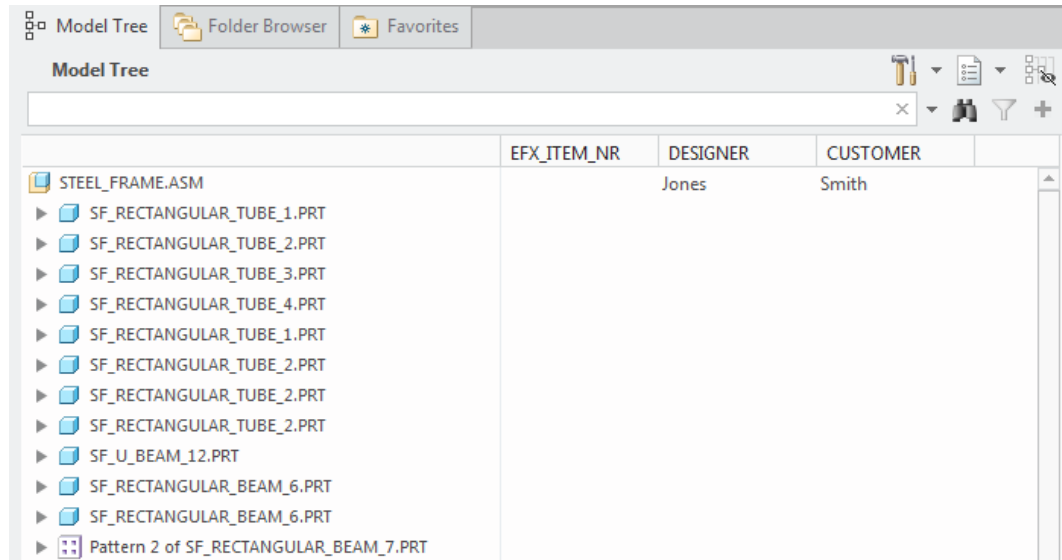 Model Tree Folder Browser Favorites
Model Tree
EFX_ITEM_NR DESIGNER CUSTOMER
STEEL_FRAME.ASM Jones Smith
SF_RECTANGULAR_TUBE_1.PRT
SF_RECTANGULAR_TUBE_2.PRT
SF_RECTANGULAR_TUBE_3.PRT
SF_RECTANGULAR_TUBE_4.PRT
SF_RECTANGULAR_TUBE_1.PRT
SF_RECTANGULAR_TUBE_2.PRT
SF_RECTANGULAR_TUBE_2.PRT
SF_RECTANGULAR_TUBE_2.PRT
SF_U_BEAM_12.PRT
SF_RECTANGULAR_BEAM_6.PRT
SF_RECTANGULAR_BEAM_6.PRT
Pattern 2 of SF_RECTANGULAR_BEAM_7.PRT